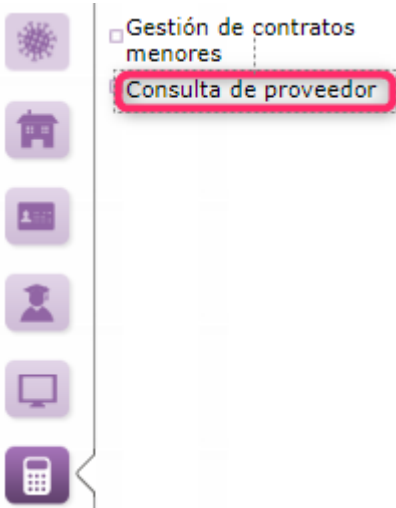 Gestión de contratos
menores
Consulta de proveedor